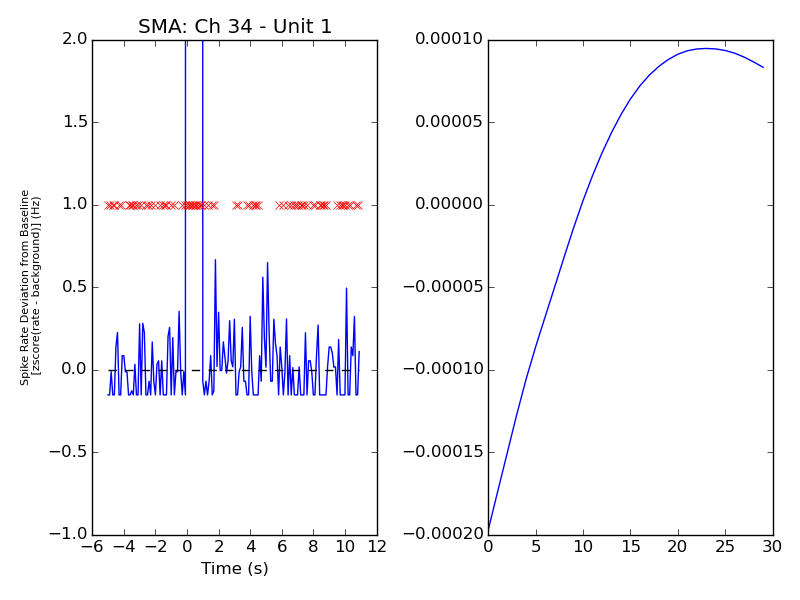 SMA: Ch 34 - Unit 1
Spike Rate Deviation from Baseline
[zscore(rate - background)] (Hz)
2.0
1.5
1.0
0.5
0.0
−0.5
−1.0
−6 −4 −2 0 2 4 6 8 10 12
Time (s)
0.00010
0.00005
0.00000
−0.00005
−0.00010
−0.00015
−0.00020
0 5 10 15 20 25 30